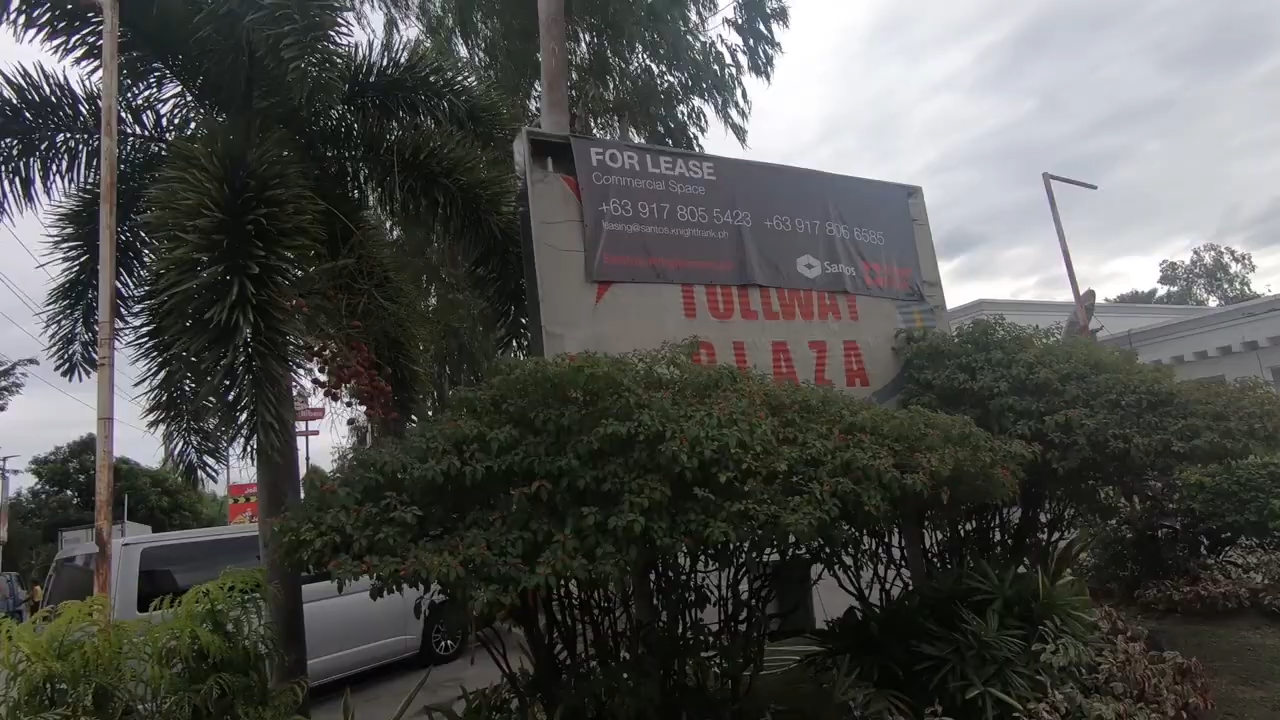 FOR LEASE
Commercial Space
+63 917 805 5423 +63 917 806 6585
leasing@santos.knightfrank.ph
Santos
TOLLWAY
PLAZA